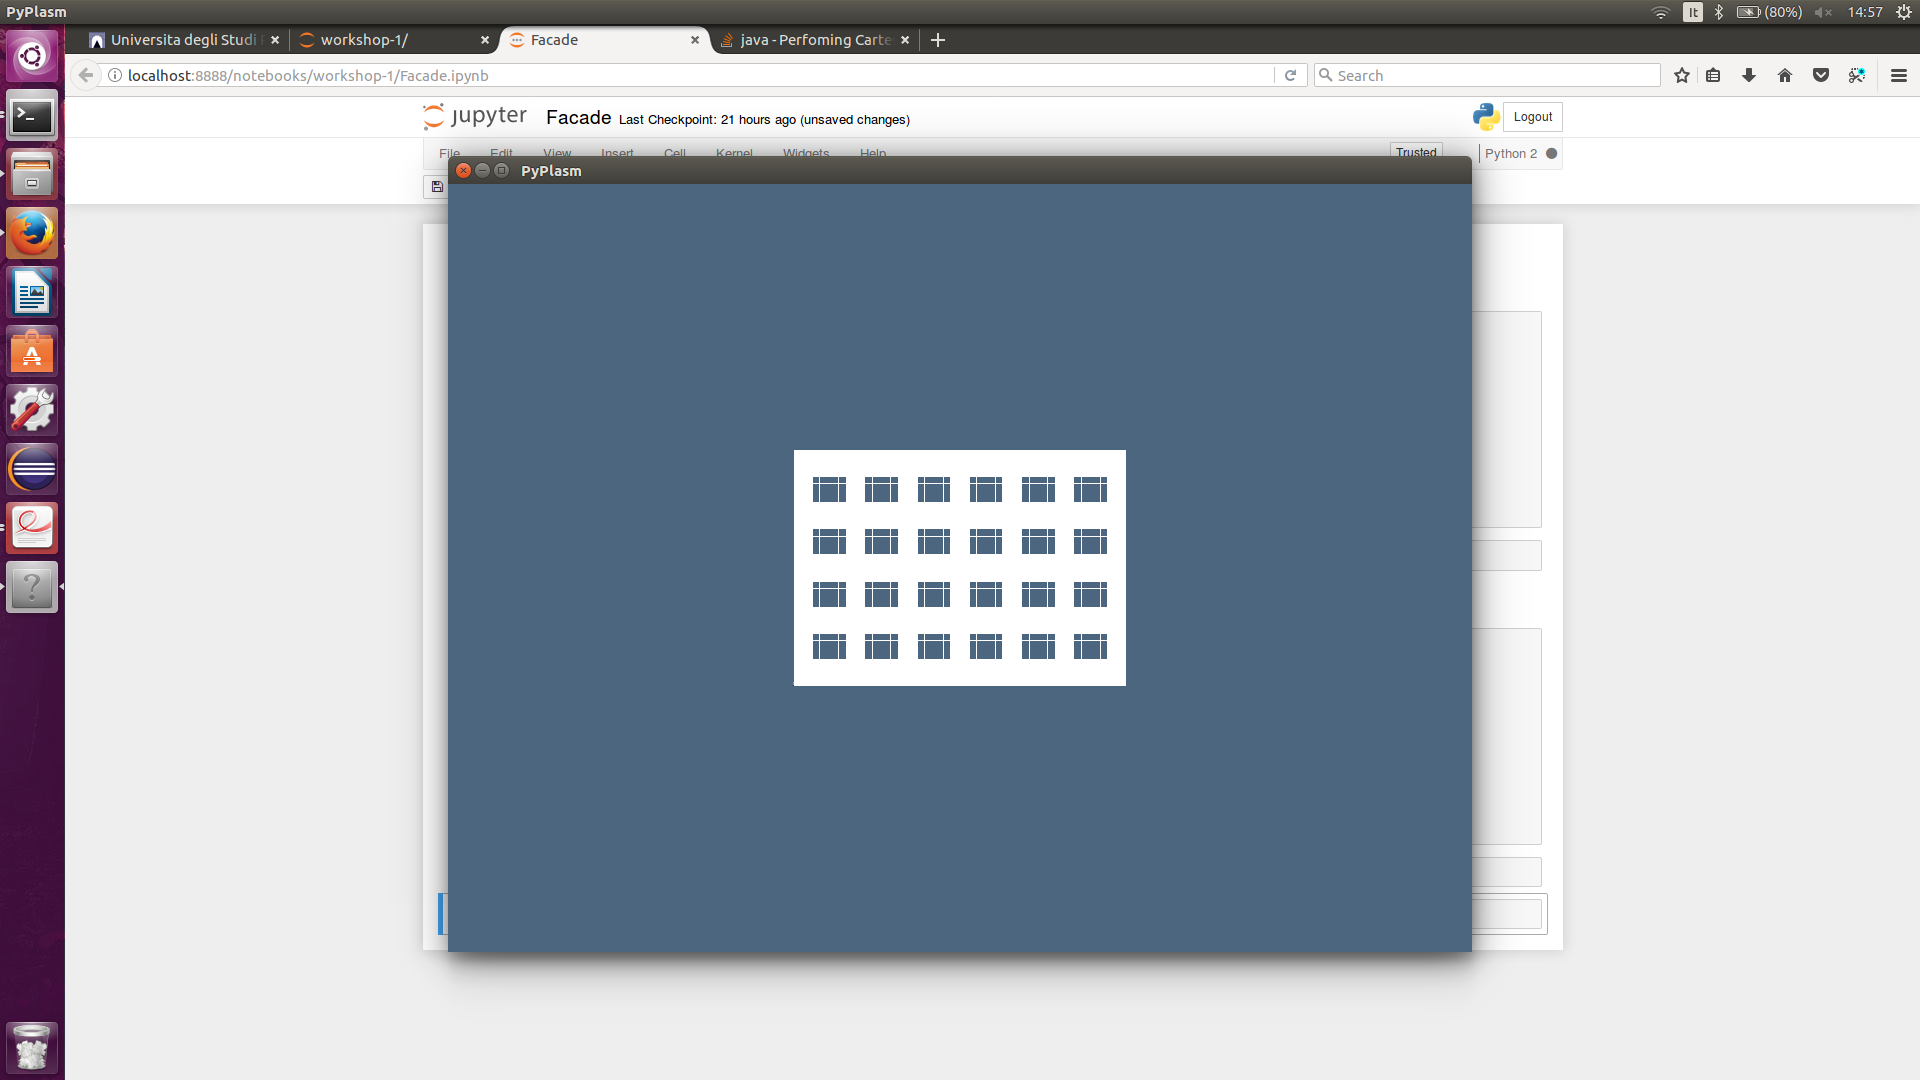 PyPlasm
It
(80%)
14:57
Universita degli Studi
workshop-1/
Facade
java - Perfoming Carte
localhost:8888/notebooks/workshop-1/Facade.ipynb
Search
jupyter
Facade
Last Checkpoint: 21 hours ago (unsaved changes)
Logout
File
Edit
View
Insert
Cell
Kernel
Widgets
Help
Trusted
Python 2
PyPlasm